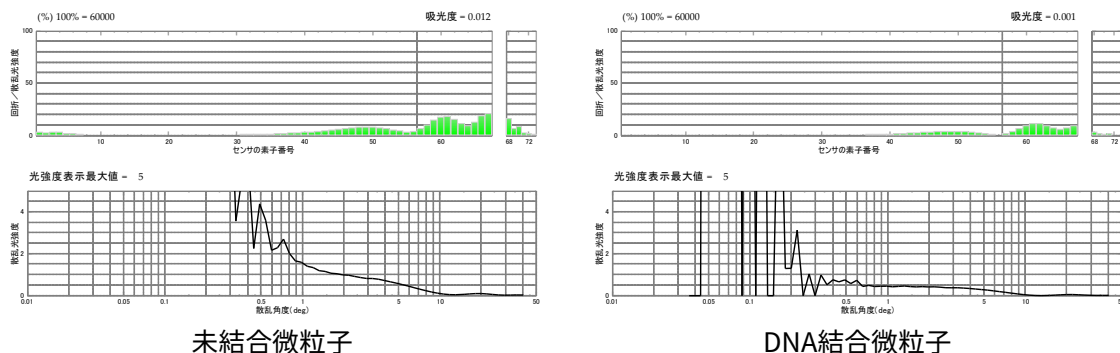 (%) 100% = 60000
吸光度 = 0.012
100
50
0
回折／散乱光強度
10
20
30
40
50
60
68
72
センサの素子番号
光強度表示最大値 = 5
4
2
0
散乱光強度
0.01
0.05
0.1
0.5
1
5
10
50
散乱角度(deg)
未結合微粒子
(%) 100% = 60000
吸光度 = 0.001
100
50
0
回折／散乱光強度
10
20
30
40
50
60
68
72
センサの素子番号
光強度表示最大値 = 5
4
2
0
散乱光強度
0.01
0.05
0.1
0.5
1
5
10
5
散乱角度(deg)
DNA結合微粒子